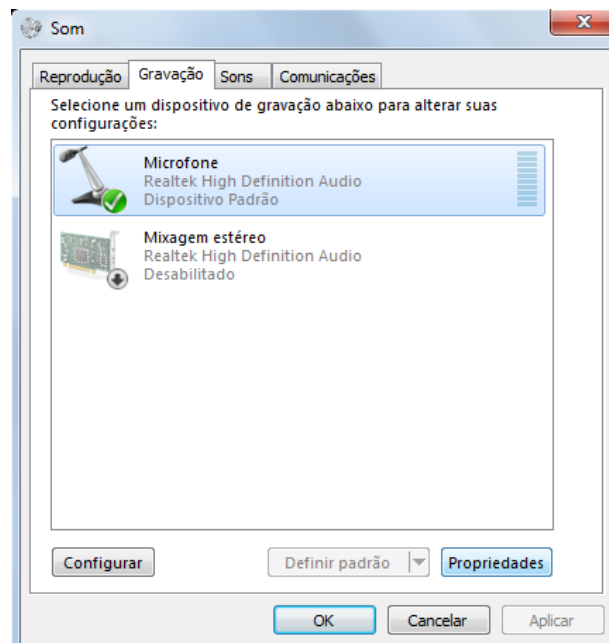 Som
Reprodução Gravação Sons Comunicações
Selecione um dispositivo de gravação abaixo para alterar suas
configurações:
Microfone
Realtek High Definition Audio
Dispositivo Padrão
Mixagem estéreo
Realtek High Definition Audio
Desabilitado
Configurar Definir padrão Propriedades
OK Cancelar Aplicar